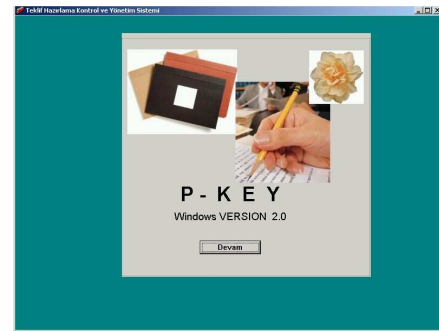 Teklif Hazırlama Kontrol ve Yönetim Sistemi
P - K E Y
Windows VERSION 2.0
Devam